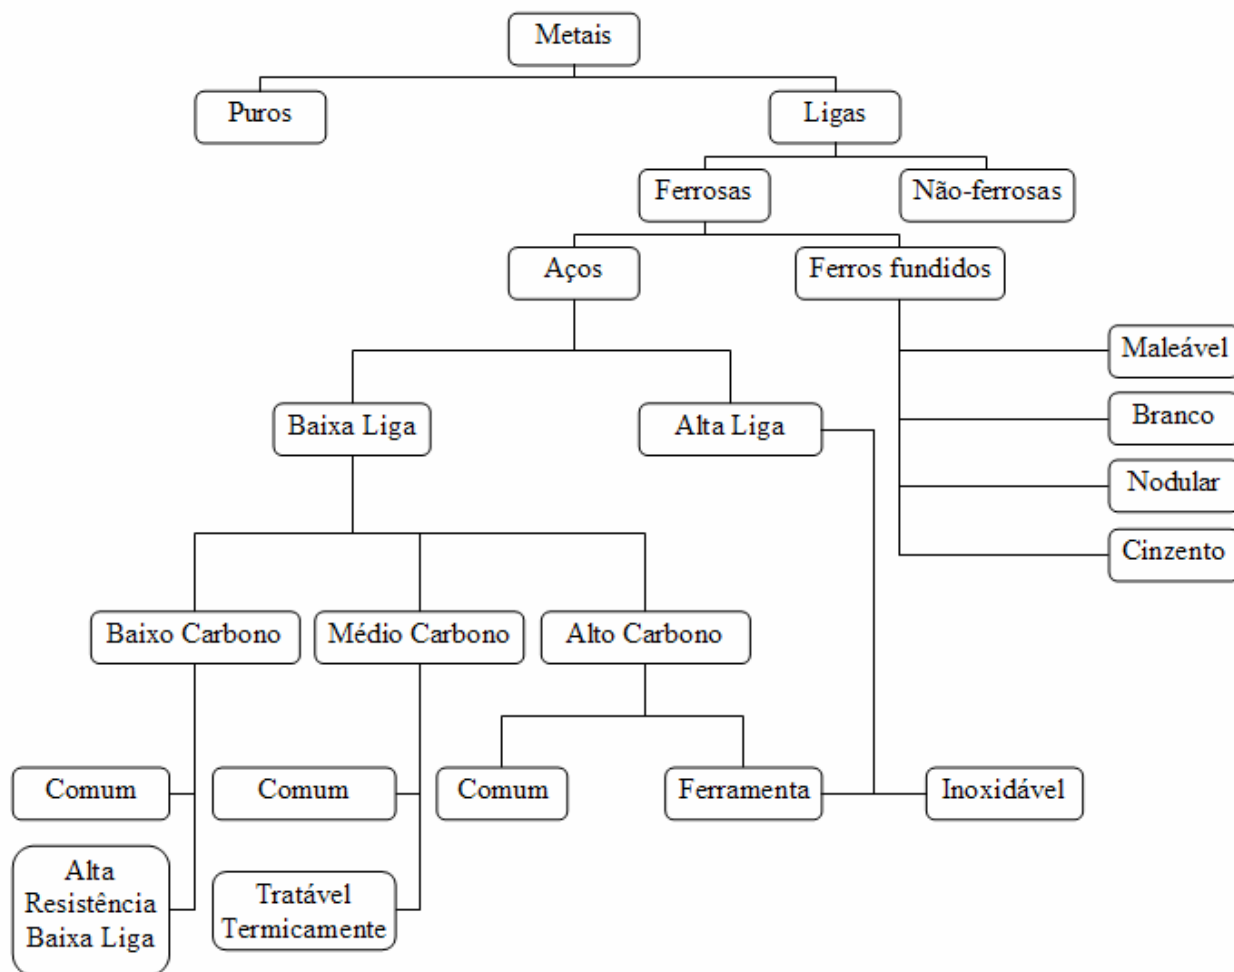 Metais
Puros
Ligas
Ferrosas
Não-ferrosas
Aços
Ferros fundidos
Maleável
Branco
Nodular
Cinzento
Baixa Liga
Alta Liga
Baixo Carbono
Médio Carbono
Alto Carbono
Comum
Comum
Comum
Ferramenta
Inoxidável
Alta
Resistência
Baixa Liga
Tratável
Termicamente